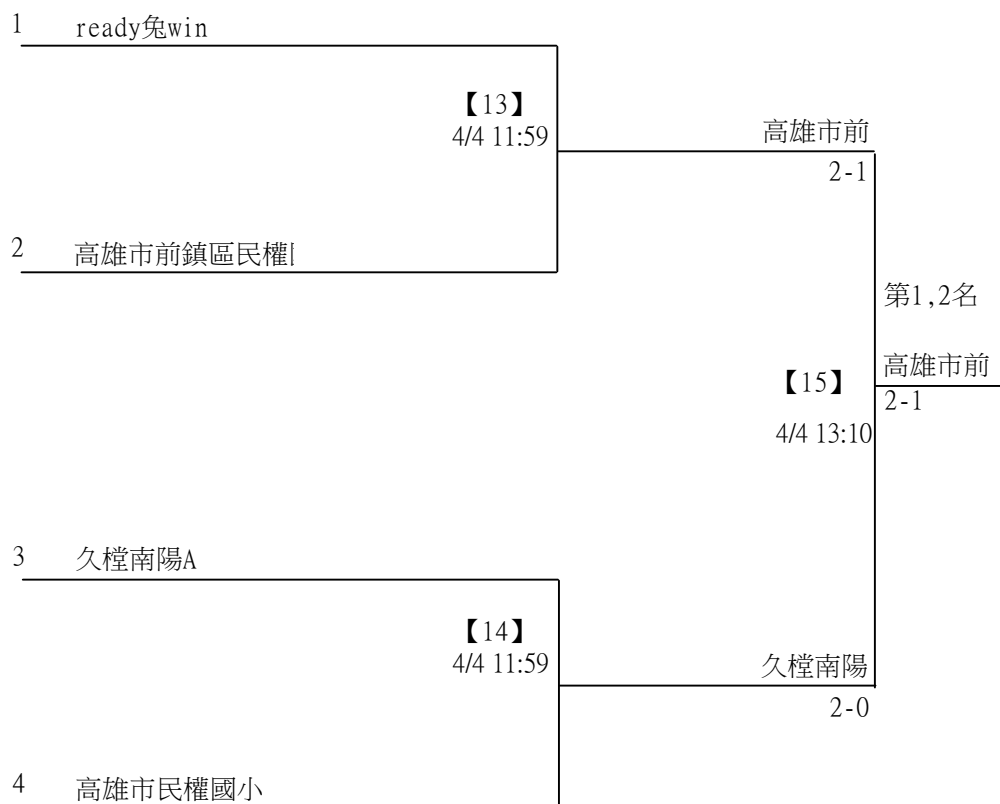 1 ready兔win
【13】
4/4 11:59
高雄市前
2-1
2 高雄市前鎮區民權
第1,2名
高雄市前
【15】
2-1
4/4 13:10
3 久樘南陽A
【14】
4/4 11:59
久樘南陽
2-0
4 高雄市民權國小